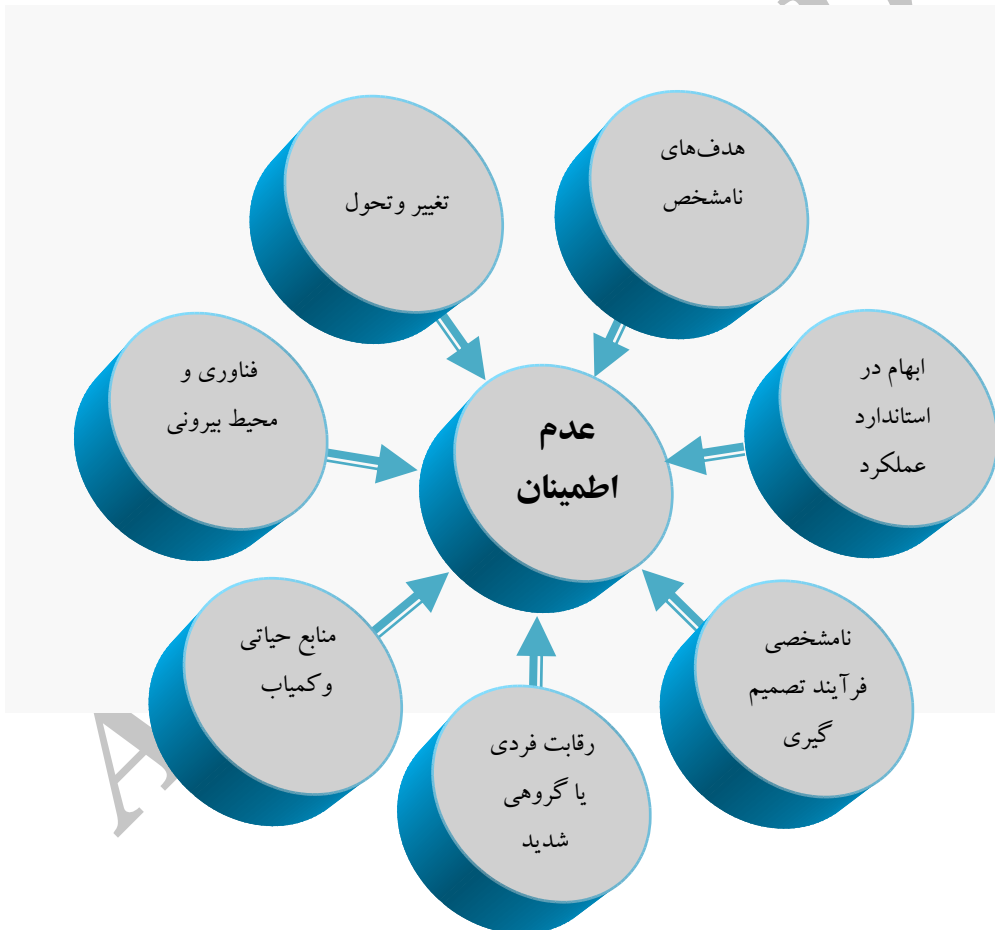 هدف‌های
نامشخص
تغییر وتحول
ابهام در
استاندارد
عملکرد
فناوری و
محیط بیرونی
عدم
اطمینان
نامشخصی
فرآیند تصمیم
گیری
منابع حیاتی
وکمیاب
رقابت فردی
یا گروهی
شدید